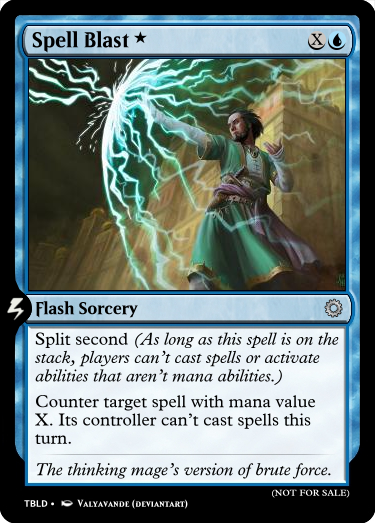 Spell Blast ★ X
Flash Sorcery
Split second (As long as this spell is on the
stack, players can't cast spells or activate
abilities that aren't mana abilities.)
Counter target spell with mana value
X. Its controller can't cast spells this
turn.
The thinking mage's version of brute force.
(NOT FOR SALE)
TBLD • VALYAVANDE (DEVIANTART)